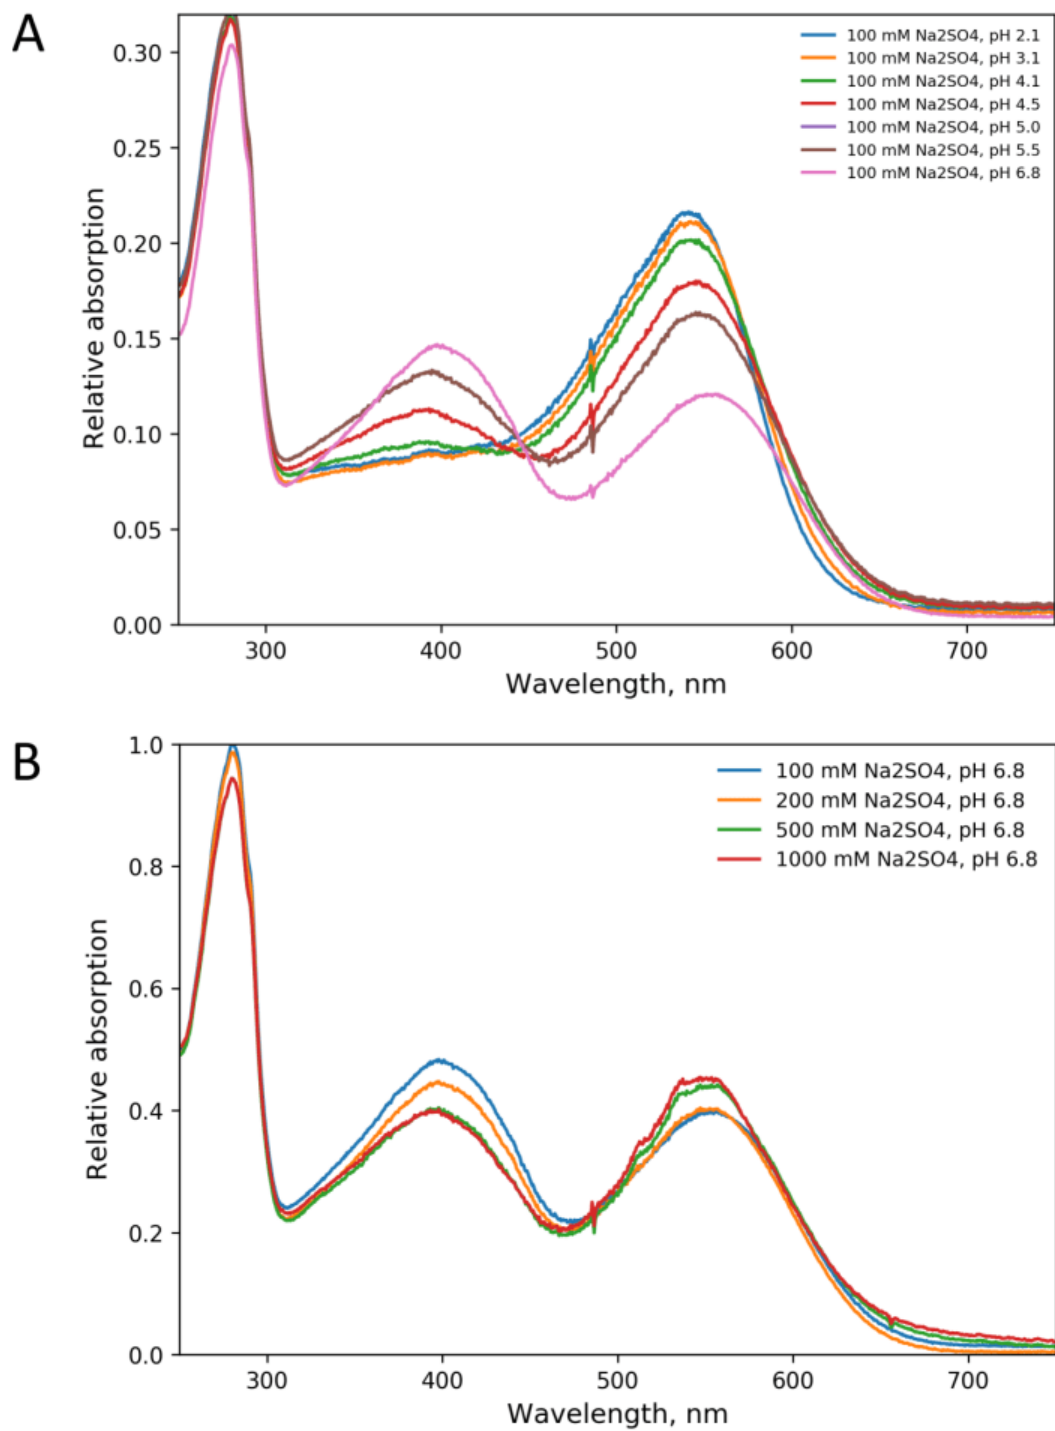 A
100 mM Na2SO4, pH 2.1
100 mM Na2SO4, pH 3.1
100 mM Na2SO4, pH 4.1
100 mM Na2SO4, pH 4.5
100 mM Na2SO4, pH 5.0
100 mM Na2SO4, pH 5.5
100 mM Na2SO4, pH 6.8
Relative absorption
0.30
0.25
0.20
0.15
0.10
0.05
0.00
300 400 500 600 700
Wavelength, nm
B
100 mM Na2SO4, pH 6.8
200 mM Na2SO4, pH 6.8
500 mM Na2SO4, pH 6.8
1000 mM Na2SO4, pH 6.8
Relative absorption
1.0
0.8
0.6
0.4
0.2
0.0
300 400 500 600 700
Wavelength, nm